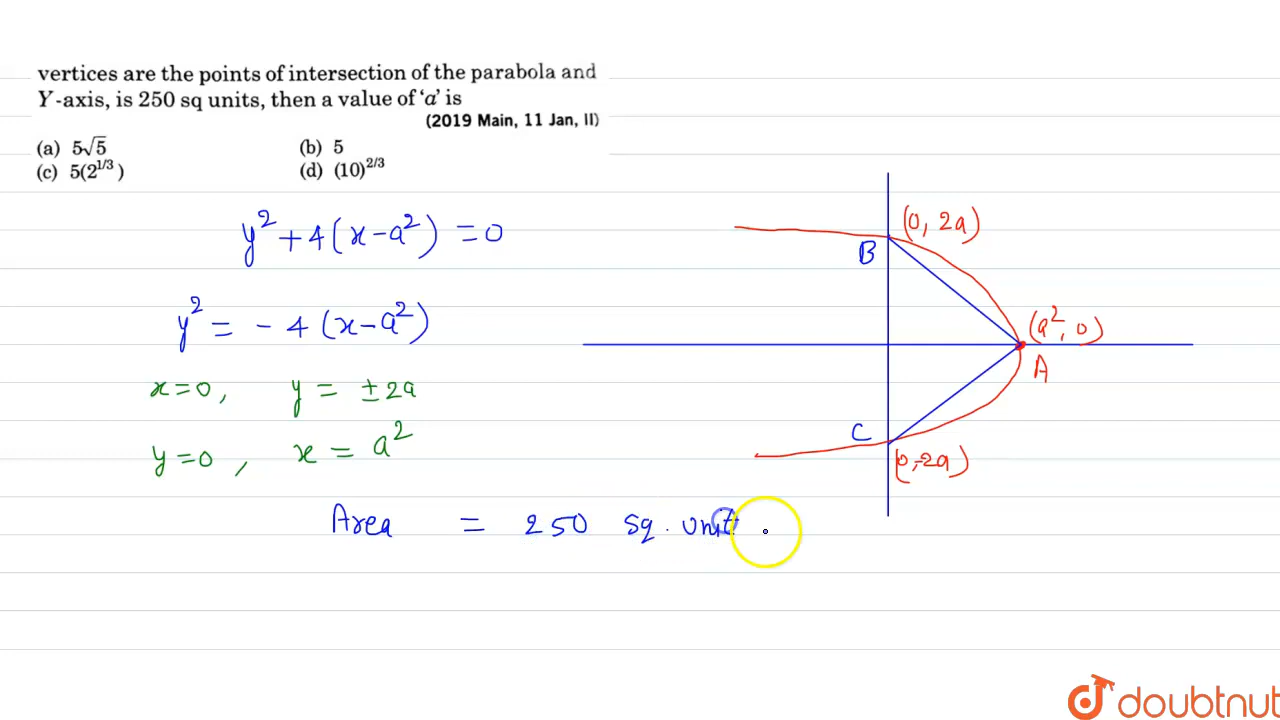 vertices are the points of intersection of the parabola and
Y-axis, is 250 sq units, then a value of ‘a’ is
(2019 Main, 11 Jan, II)
(a) 5√5 (b) 5
(c) 5(2^{1/3}) (d) (10)^{2/3}
y² + 4(x - a²) = 0
y² = - 4 (x - a²)
x = 0, y = ± 2a
y = 0, x = a²
Area = 250 sq. unit
(0, 2a)
B
(a², 0)
A
C
(0, -2a)
doubtnut